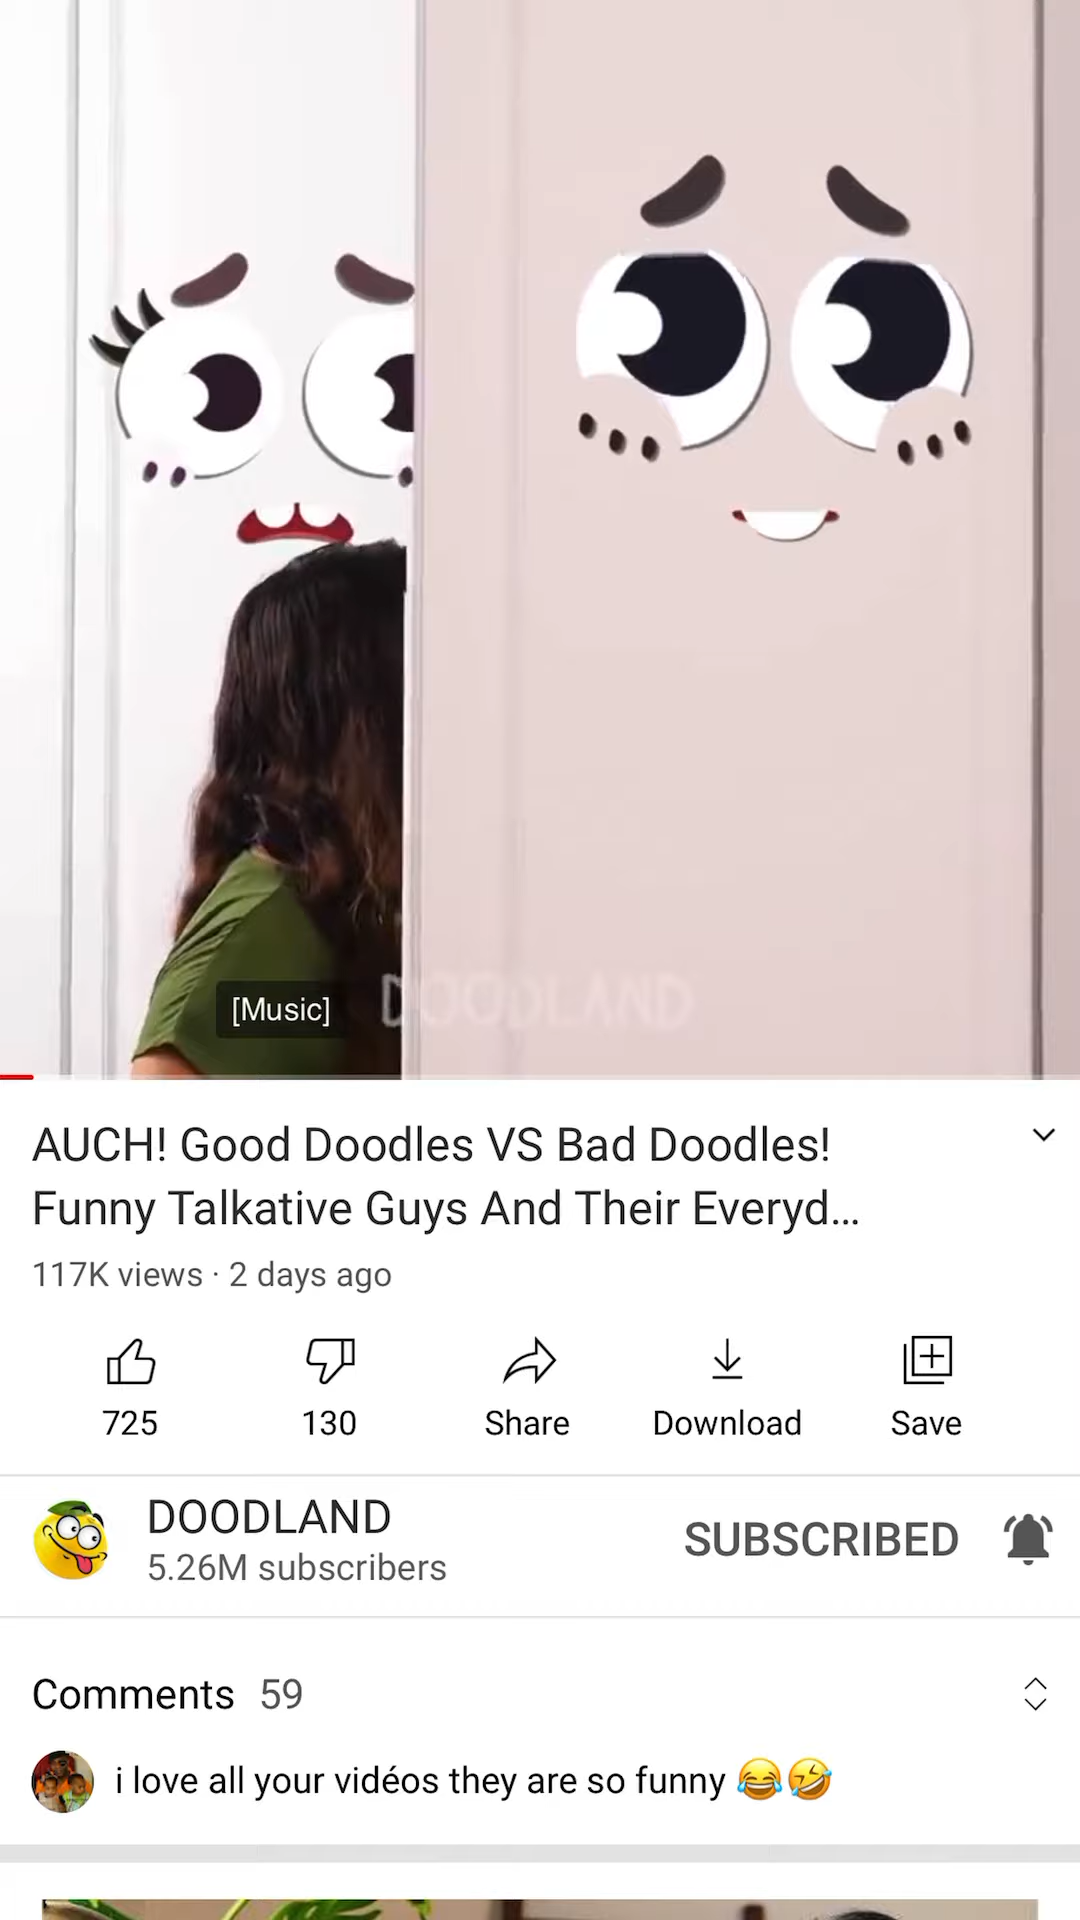 [Music]
DOODLAND
AUCH! Good Doodles VS Bad Doodles!
Funny Talkative Guys And Their Everyd...
117K views · 2 days ago
725
130
Share
Download
Save
DOODLAND
5.26M subscribers
SUBSCRIBED
Comments 59
i love all your vidéos they are so funny 😂🤣